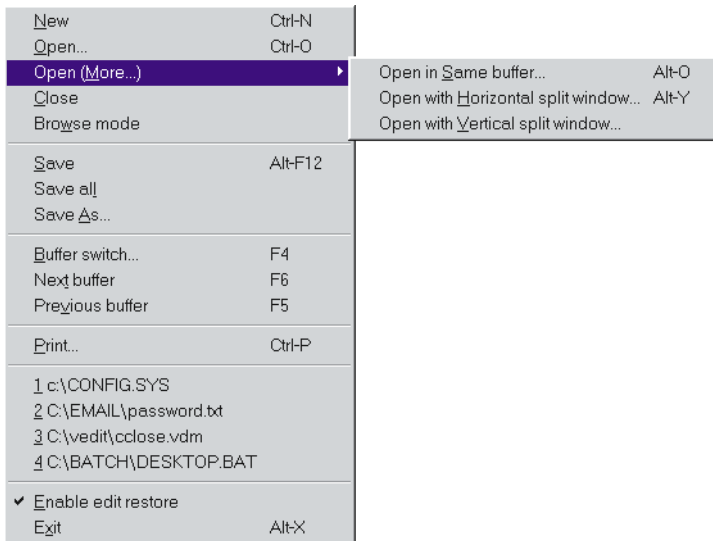 New Ctrl-N
Open... Ctrl-O
Open (More...)
Close
Browse mode
Save Alt-F12
Save all
Save As...
Buffer switch... F4
Next buffer F6
Previous buffer F5
Print... Ctrl-P
1 c:\CONFIG.SYS
2 C:\EMAIL\password.txt
3 C:\vedit\cclose.vdm
4 C:\BATCH\DESKTOP.BAT
Enable edit restore
Exit Alt-X
Open in Same buffer... Alt-O
Open with Horizontal split window... Alt-Y
Open with Vertical split window...